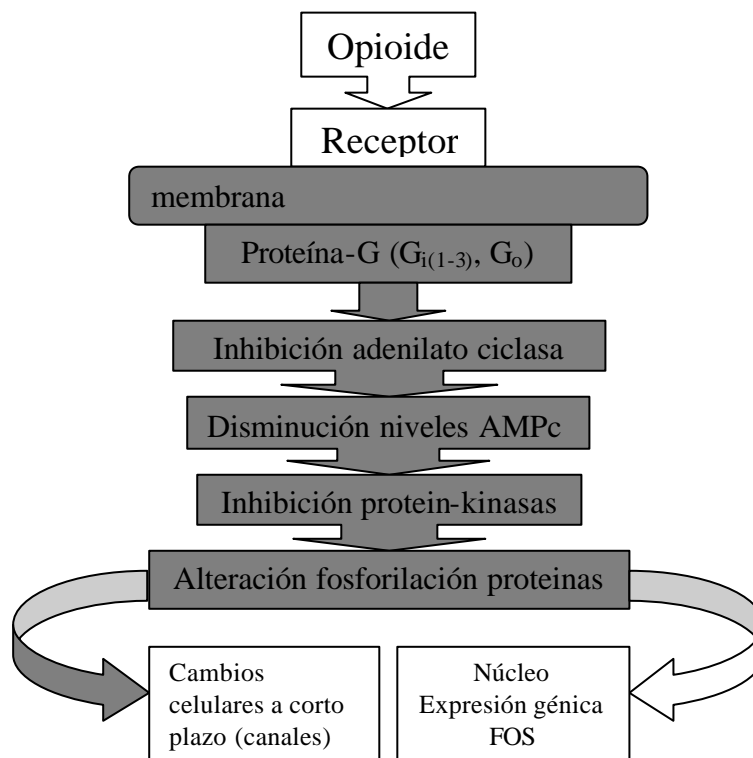 Opioide
Receptor
membrana
Proteína-G (Gi(1-3), Go)
Inhibición adenilato ciclasa
Disminución niveles AMPc
Inhibición protein-kinasas
Alteración fosforilación proteinas
Cambios
celulares a corto
plazo (canales)
Núcleo
Expresión génica
FOS